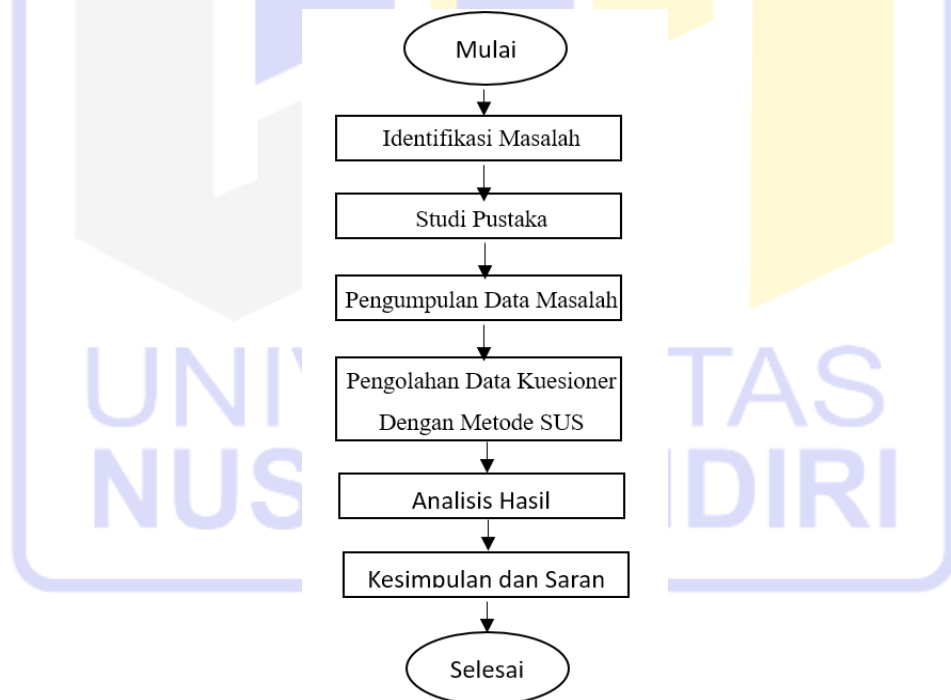 Mulai
Identifikasi Masalah
Studi Pustaka
Pengumpulan Data Masalah
Pengolahan Data Kuesioner
Dengan Metode SUS
Analisis Hasil
Kesimpulan dan Saran
Selesai